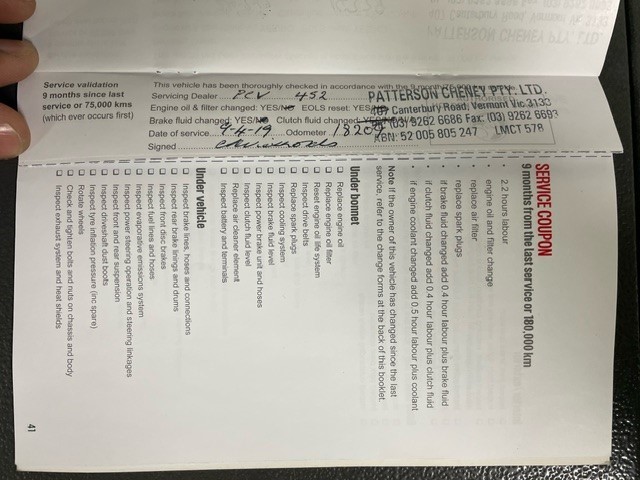 Service validation
9 months since last
service or 75,000 kms
(which ever occurs first)
This vehicle has been thoroughly checked in accordance with the 9 month
Servicing Dealer PCV 452
Engine oil & filter changed: YES/NO EOLS reset: YES/NO
Brake fluid changed: YES/NO Clutch fluid changed: YES/NO
Date of service 9-4-19 Odometer 18209
Signed
PATTERSON CHENEY PTY. LTD.
Canterbury Road, Vermont Vic 3133
(03) 9262 6686 Fax: (03) 9262 6693
ABN: 52 005 805 247 LMCT 578
SERVICE COUPON
9 months from the last service or 180,000 km
• 2.2 hours labour
• engine oil and filter change
• replace air filter
• replace spark plugs
• if brake fluid changed add 0.4 hour labour plus brake fluid
• if clutch fluid changed add 0.4 hour labour plus clutch fluid
• if engine coolant changed add 0.5 hour labour plus coolant
Note If the owner of this vehicle has changed since the last
service, refer to the change forms at the back of this booklet.
Under bonnet
❑ Replace engine oil
❑ Replace engine oil filter
❑ Reset engine oil life system
❑ Inspect drive belts
❑ Replace spark plugs
❑ Inspect cooling system
❑ Inspect brake fluid level
❑ Inspect power brake unit and hoses
❑ Inspect clutch fluid level
❑ Replace air cleaner element
❑ Inspect battery and terminals
Under vehicle
❑ Inspect brake lines, hoses and connections
❑ Inspect rear brake linings and drums
❑ Inspect front disc brakes
❑ Inspect fuel lines and hoses
❑ Inspect evaporative emissions system
❑ Inspect power steering operation and steering linkages
❑ Inspect front and rear suspension
❑ Inspect driveshaft dust boots
❑ Inspect tyre inflation pressure (inc spare)
❑ Rotate wheels
❑ Check and tighten bolts and nuts on chassis and body
❑ Inspect exhaust system and heat shields
41